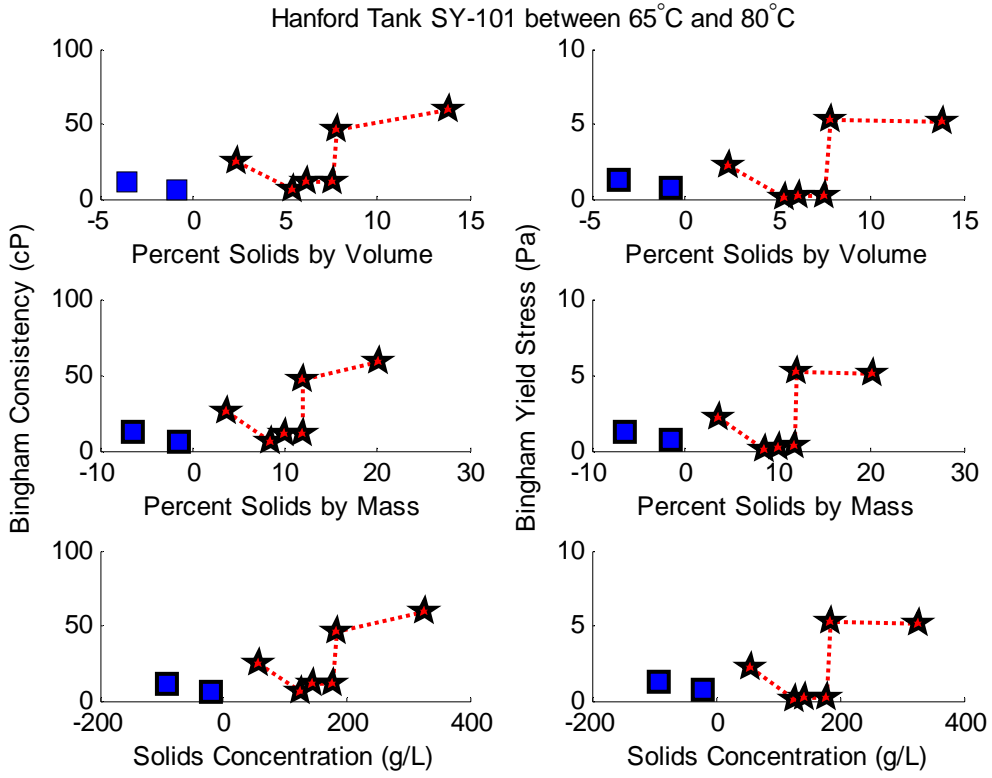 Hanford Tank SY-101 between 65°C and 80°C
Bingham Consistency (cP)
100
50
0
-5 0 5 10 15
Percent Solids by Volume
100
50
0
-10 0 10 20 30
Percent Solids by Mass
100
50
0
-200 0 200 400
Solids Concentration (g/L)
Bingham Yield Stress (Pa)
10
5
0
-5 0 5 10 15
Percent Solids by Volume
10
5
0
-10 0 10 20 30
Percent Solids by Mass
10
5
0
-200 0 200 400
Solids Concentration (g/L)